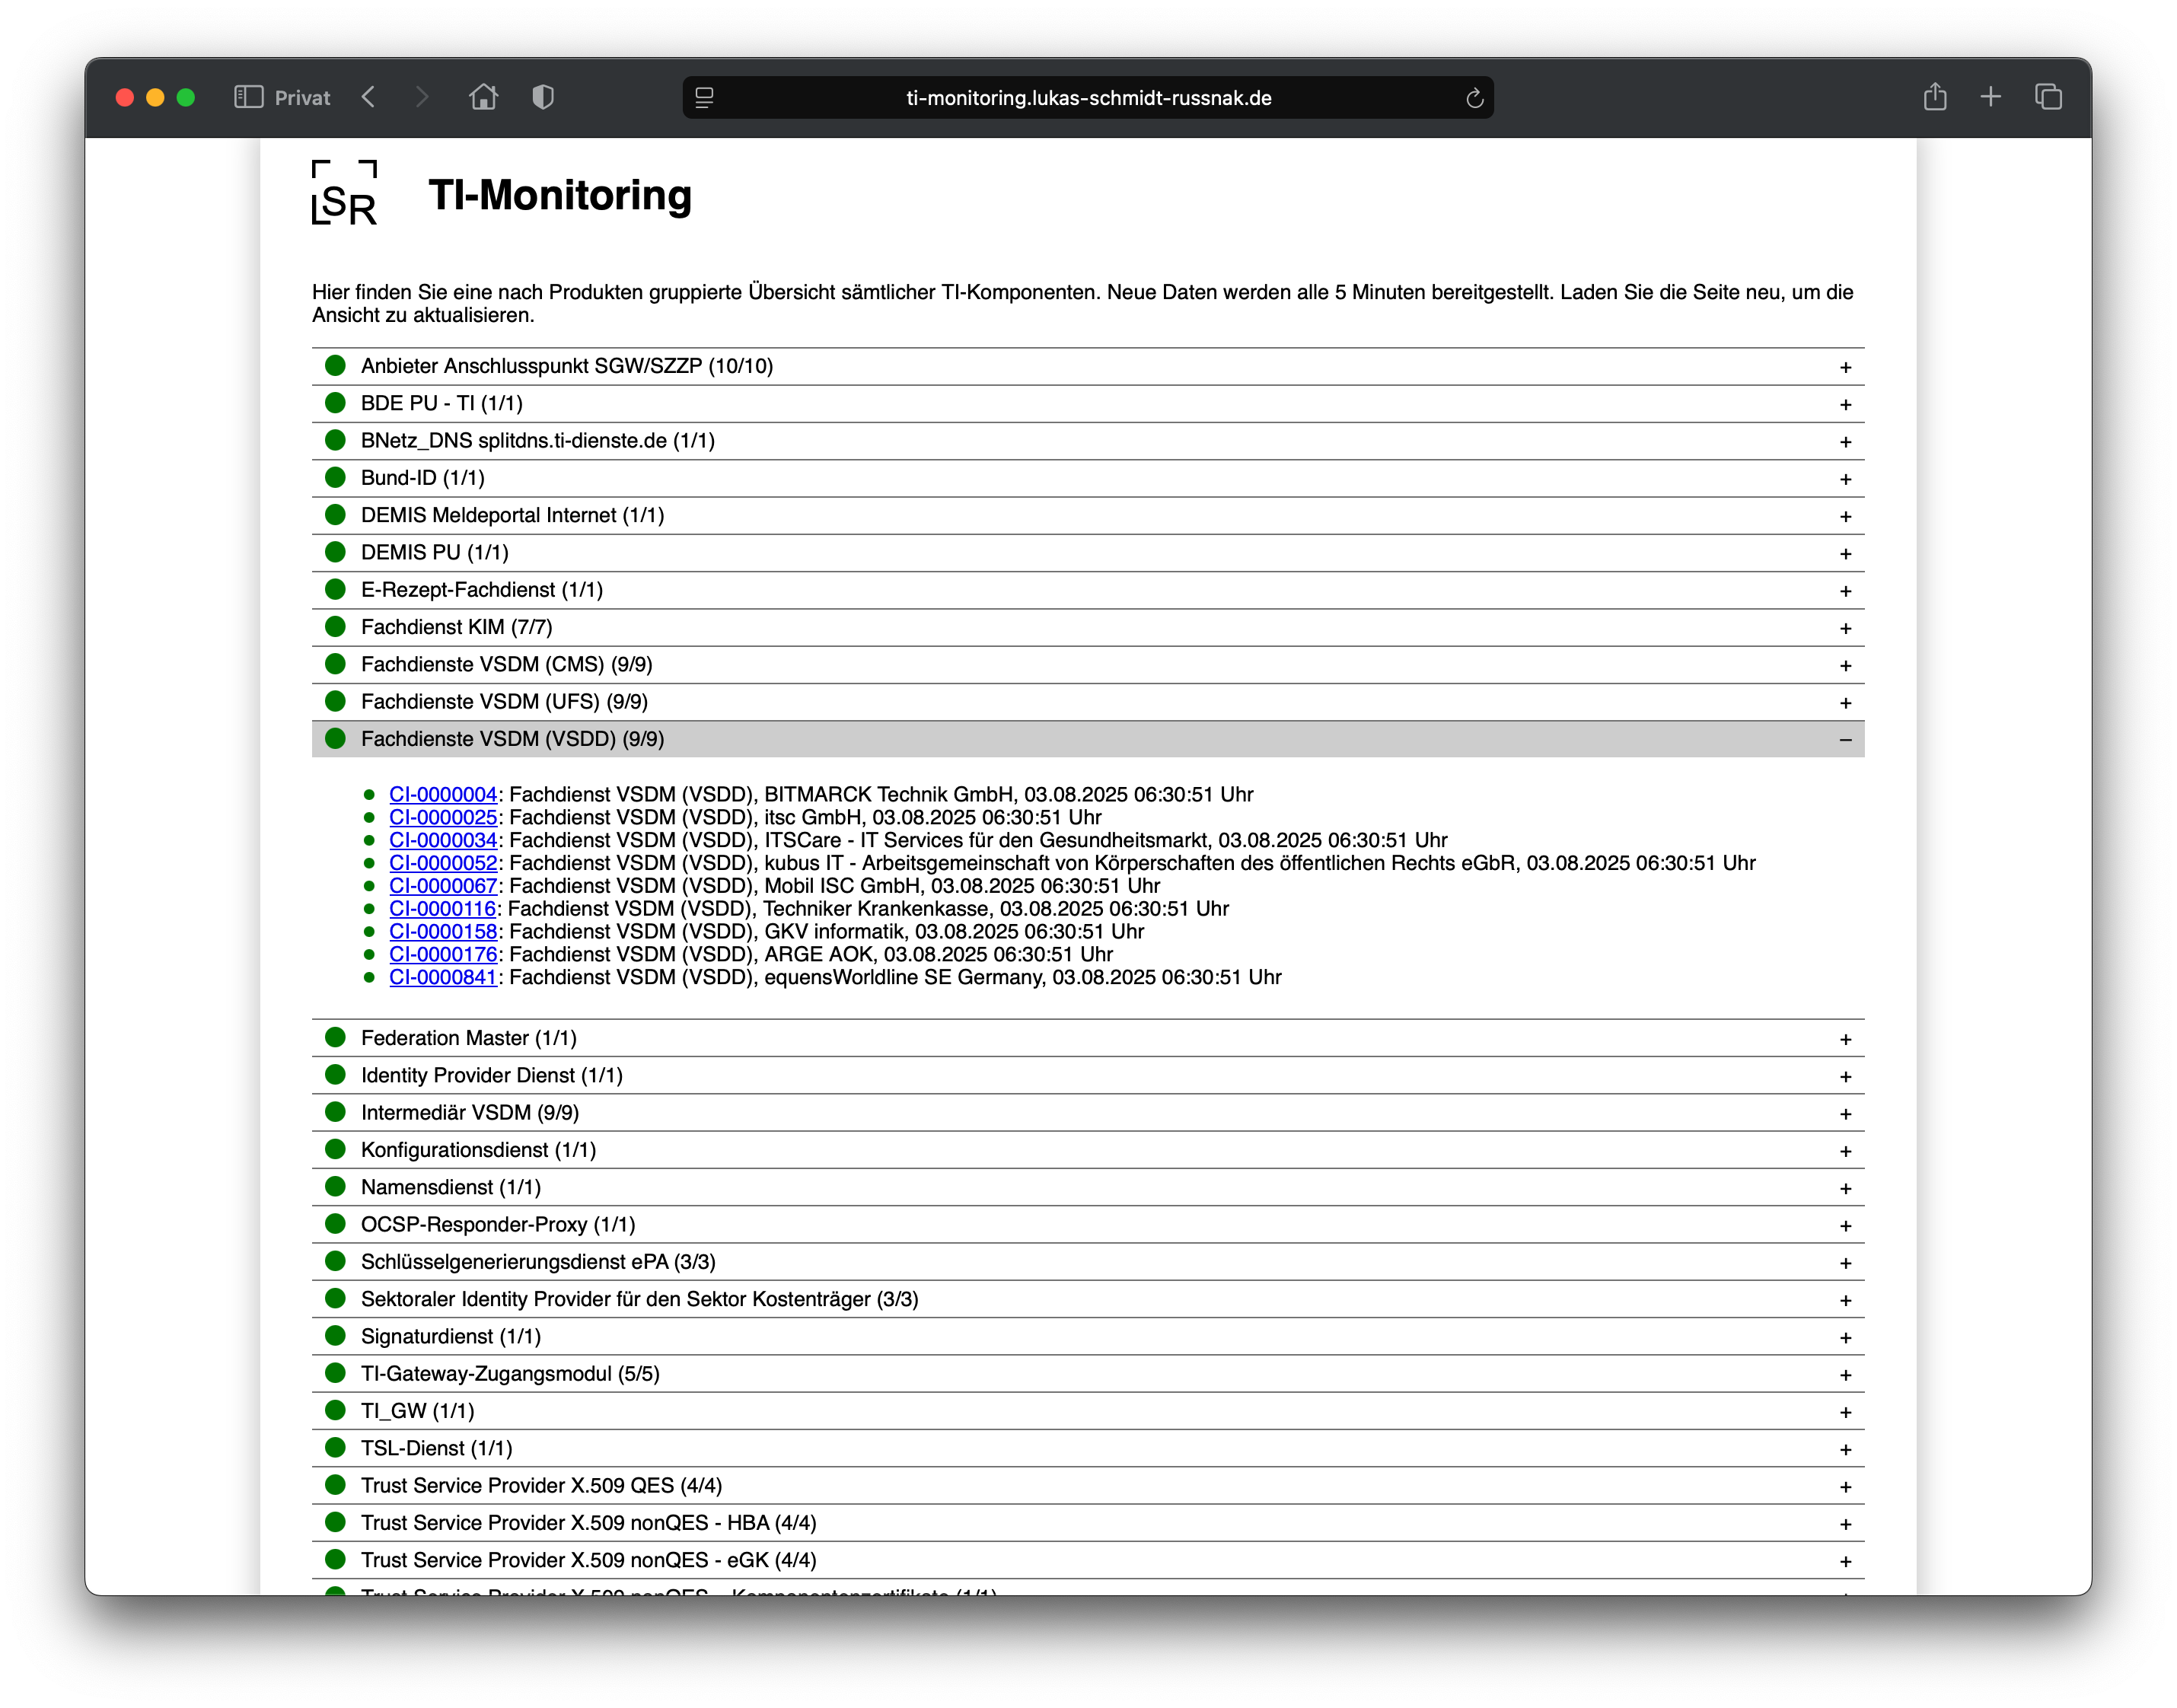 Privat
ti-monitoring.lukas-schmidt-russnak.de
LSR
TI-Monitoring
Hier finden Sie eine nach Produkten gruppierte Übersicht sämtlicher TI-Komponenten. Neue Daten werden alle 5 Minuten bereitgestellt. Laden Sie die Seite neu, um die
Ansicht zu aktualisieren.
Anbieter Anschlusspunkt SGW/SZZP (10/10) +
BDE PU - TI (1/1) +
BNetz_DNS splitdns.ti-dienste.de (1/1) +
Bund-ID (1/1) +
DEMIS Meldeportal Internet (1/1) +
DEMIS PU (1/1) +
E-Rezept-Fachdienst (1/1) +
Fachdienst KIM (7/7) +
Fachdienste VSDM (CMS) (9/9) +
Fachdienste VSDM (UFS) (9/9) +
Fachdienste VSDM (VSDD) (9/9) –
CI-0000004: Fachdienst VSDM (VSDD), BITMARCK Technik GmbH, 03.08.2025 06:30:51 Uhr
CI-0000025: Fachdienst VSDM (VSDD), itsc GmbH, 03.08.2025 06:30:51 Uhr
CI-0000034: Fachdienst VSDM (VSDD), ITSCare - IT Services für den Gesundheitsmarkt, 03.08.2025 06:30:51 Uhr
CI-0000052: Fachdienst VSDM (VSDD), kubus IT - Arbeitsgemeinschaft von Körperschaften des öffentlichen Rechts eGbR, 03.08.2025 06:30:51 Uhr
CI-0000067: Fachdienst VSDM (VSDD), Mobil ISC GmbH, 03.08.2025 06:30:51 Uhr
CI-0000116: Fachdienst VSDM (VSDD), Techniker Krankenkasse, 03.08.2025 06:30:51 Uhr
CI-0000158: Fachdienst VSDM (VSDD), GKV informatik, 03.08.2025 06:30:51 Uhr
CI-0000176: Fachdienst VSDM (VSDD), ARGE AOK, 03.08.2025 06:30:51 Uhr
CI-0000841: Fachdienst VSDM (VSDD), equensWorldline SE Germany, 03.08.2025 06:30:51 Uhr
Federation Master (1/1) +
Identity Provider Dienst (1/1) +
Intermediär VSDM (9/9) +
Konfigurationsdienst (1/1) +
Namensdienst (1/1) +
OCSP-Responder-Proxy (1/1) +
Schlüsselgenerierungsdienst ePA (3/3) +
Sektoraler Identity Provider für den Sektor Kostenträger (3/3) +
Signaturdienst (1/1) +
TI-Gateway-Zugangsmodul (5/5) +
TI_GW (1/1) +
TSL-Dienst (1/1) +
Trust Service Provider X.509 QES (4/4) +
Trust Service Provider X.509 nonQES - HBA (4/4) +
Trust Service Provider X.509 nonQES - eGK (4/4) +
Trust Service Provider X.509 nonQES – Komponentenzertifikate (1/1)